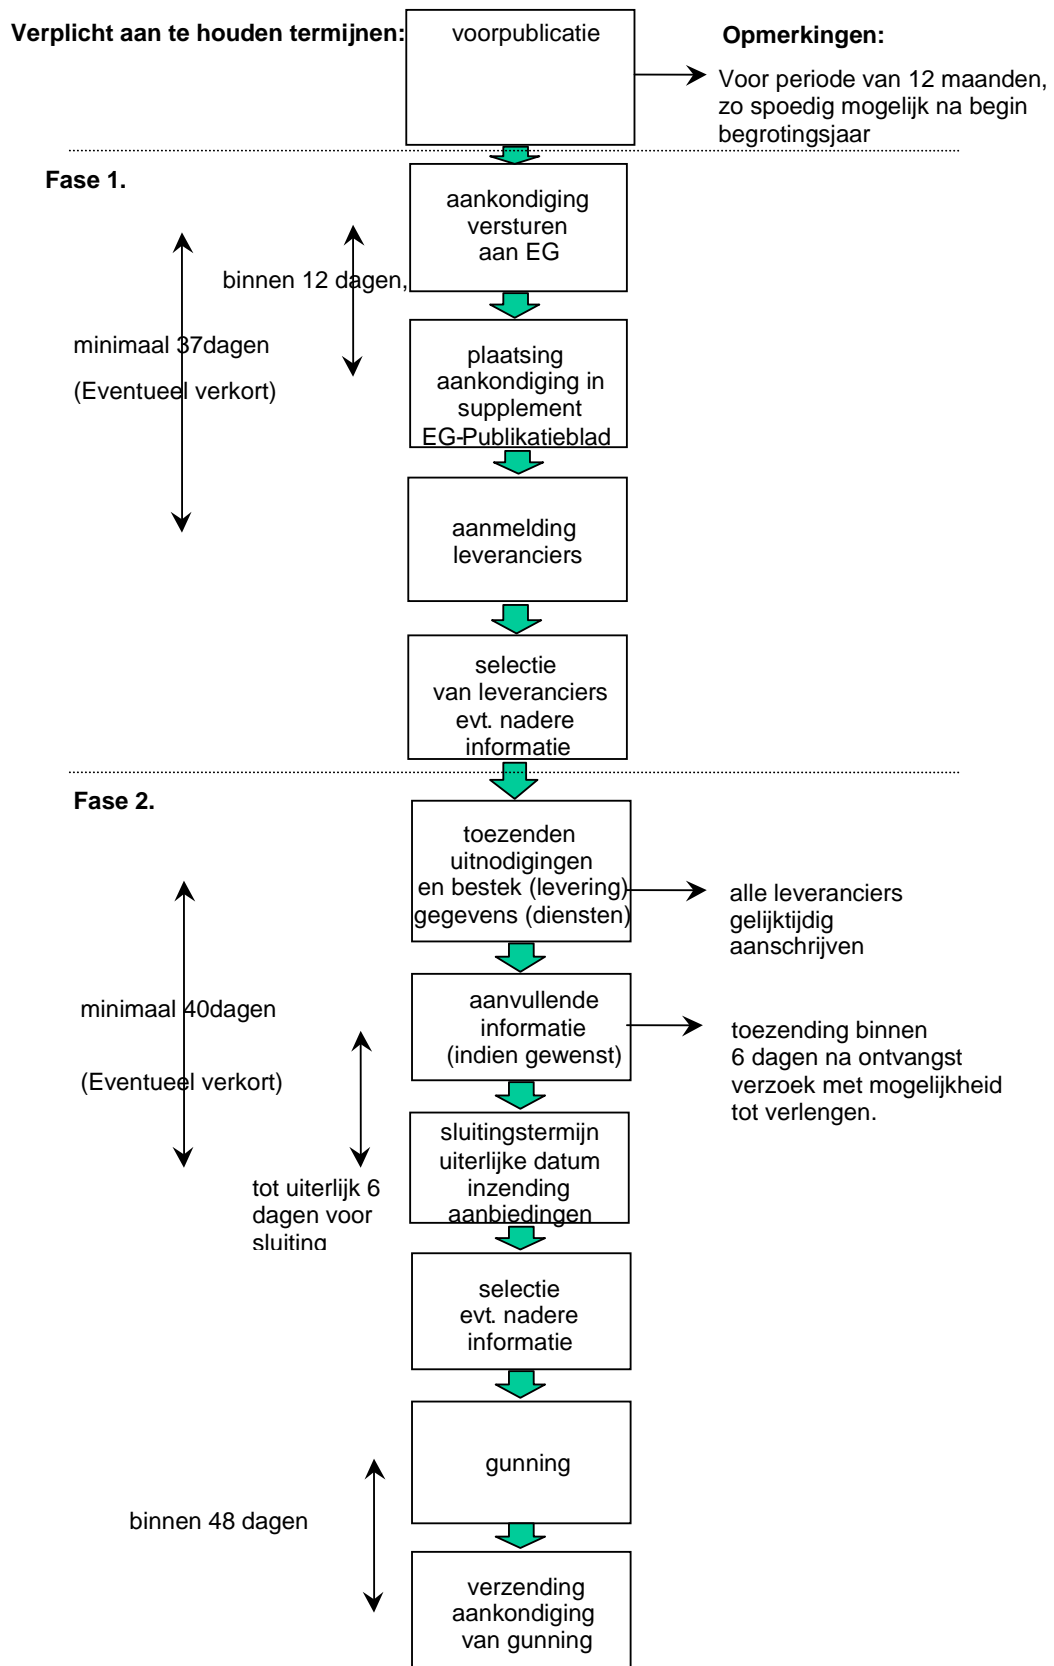 Verplicht aan te houden termijnen:
voorpublicatie
Opmerkingen:
Voor periode van 12 maanden,
zo spoedig mogelijk na begin
begrotingsjaar
Fase 1.
aankondiging
versturen
aan EG
binnen 12 dagen,
minimaal 37dagen
(Eventueel verkort)
plaatsing
aankondiging in
supplement
EG-Publikatieblad
aanmelding
leveranciers
selectie
van leveranciers
evt. nadere
informatie
Fase 2.
toezenden
uitnodigingen
en bestek (levering)
gegevens (diensten)
alle leveranciers
gelijktijdig
aanschrijven
minimaal 40dagen
(Eventueel verkort)
aanvullende
informatie
(indien gewenst)
toezending binnen
6 dagen na ontvangst
verzoek met mogelijkheid
tot verlengen.
sluitingstermijn
uiterlijke datum
inzending
aanbiedingen
tot uiterlijk 6
dagen voor
sluiting
selectie
evt. nadere
informatie
gunning
binnen 48 dagen
verzending
aankondiging
van gunning